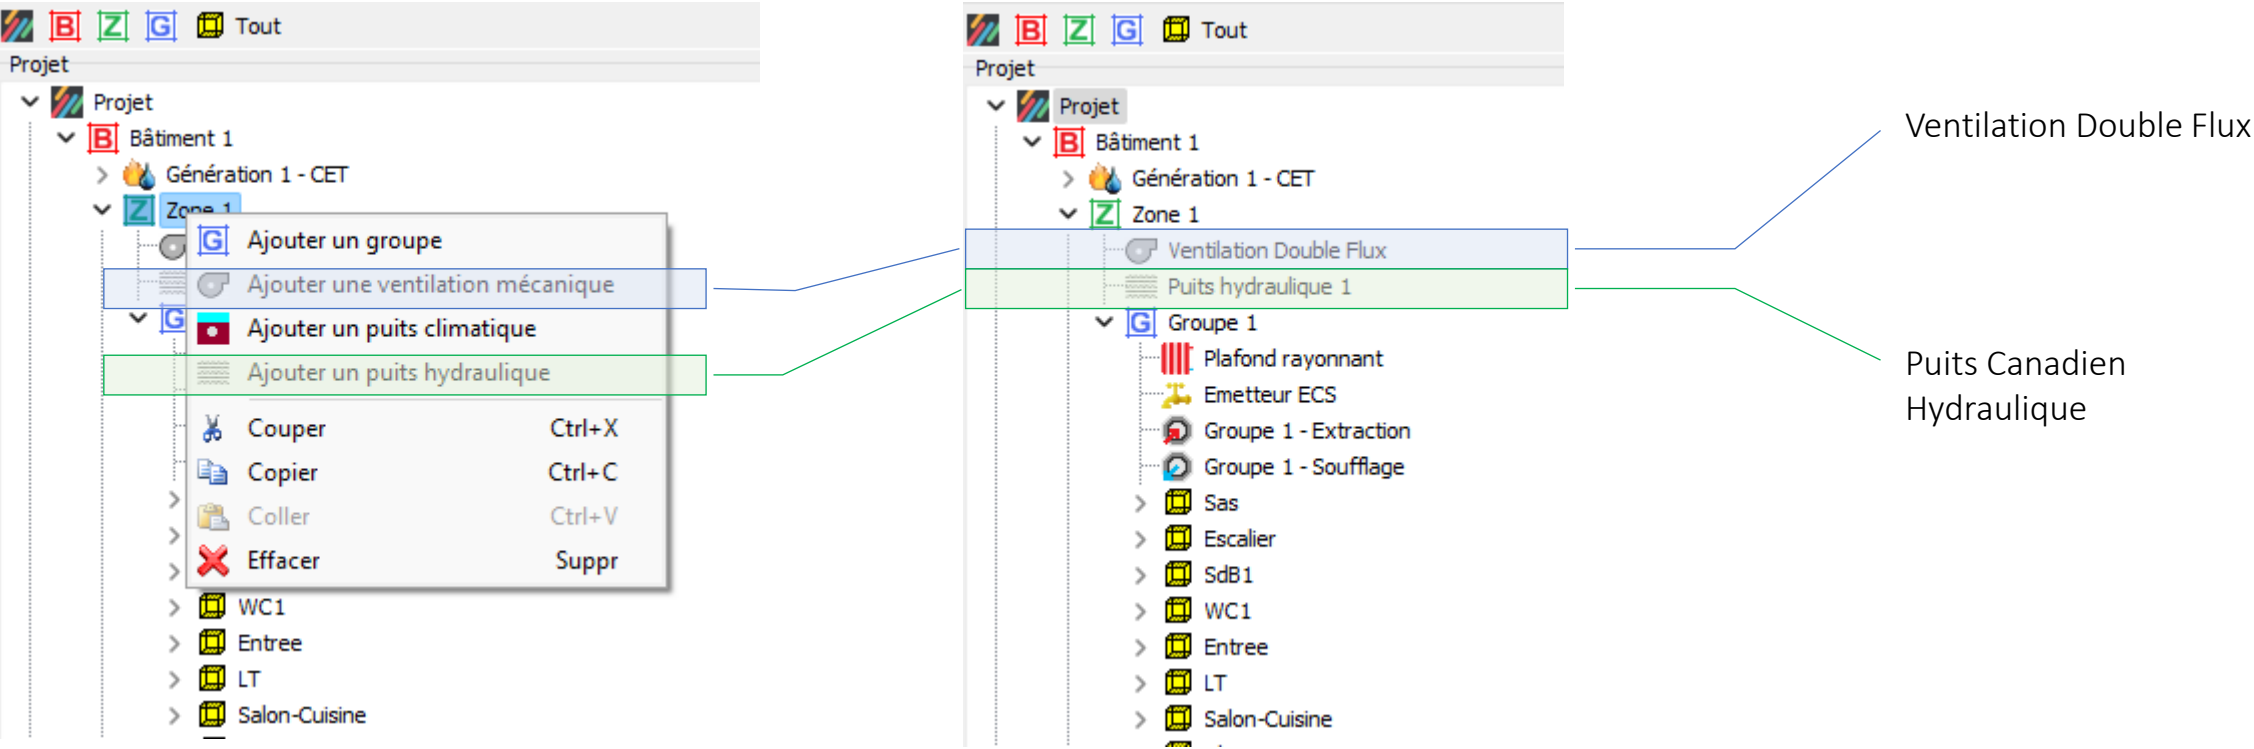 B Z G Tout
Projet
Projet
B Bâtiment 1
Génération 1 - CET
Z Zone 1
G Ajouter un groupe
Ajouter une ventilation mécanique
G
Ajouter un puits climatique
Ajouter un puits hydraulique
Couper Ctrl+X
Copier Ctrl+C
Coller Ctrl+V
Effacer Suppr
WC1
Entree
LT
Salon-Cuisine
B Z G Tout
Projet
Projet
B Bâtiment 1
Génération 1 - CET
Z Zone 1
Ventilation Double Flux
Puits hydraulique 1
G Groupe 1
Plafond rayonnant
Emetteur ECS
Groupe 1 - Extraction
Groupe 1 - Soufflage
Sas
Escalier
SdB1
WC1
Entree
LT
Salon-Cuisine
Ventilation Double Flux
Puits Canadien
Hydraulique